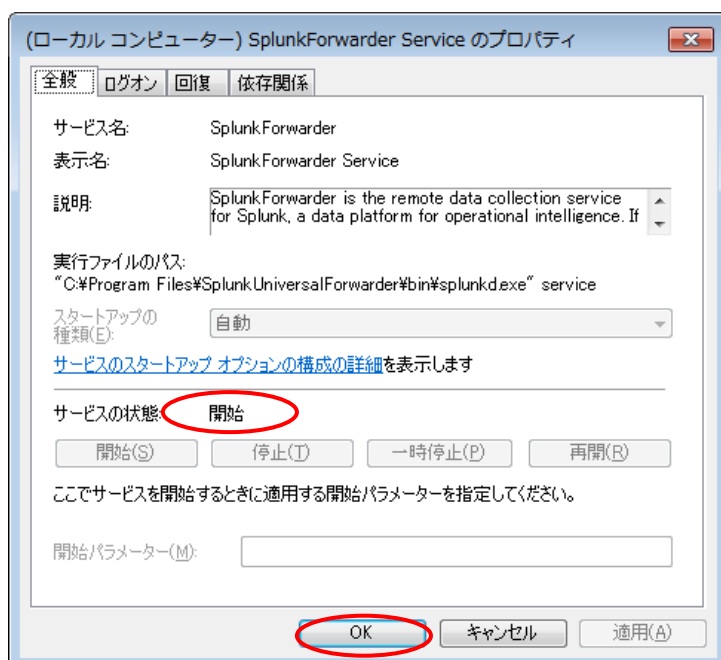 (ローカル コンピューター) SplunkForwarder Service のプロパティ
全般 ログオン 回復 依存関係
サービス名: SplunkForwarder
表示名: SplunkForwarder Service
説明: SplunkForwarder is the remote data collection service
for Splunk, a data platform for operational intelligence. If
実行ファイルのパス:
"C:¥Program Files¥SplunkUniversalForwarder¥bin¥splunkd.exe" service
スタートアップの
種類(E): 自動
サービスのスタートアップ オプションの構成の詳細を表示します
サービスの状態: 開始
開始(S) 停止(T) 一時停止(P) 再開(R)
ここでサービスを開始するときに適用する開始パラメーターを指定してください。
開始パラメーター(M):
OK キャンセル 適用(A)